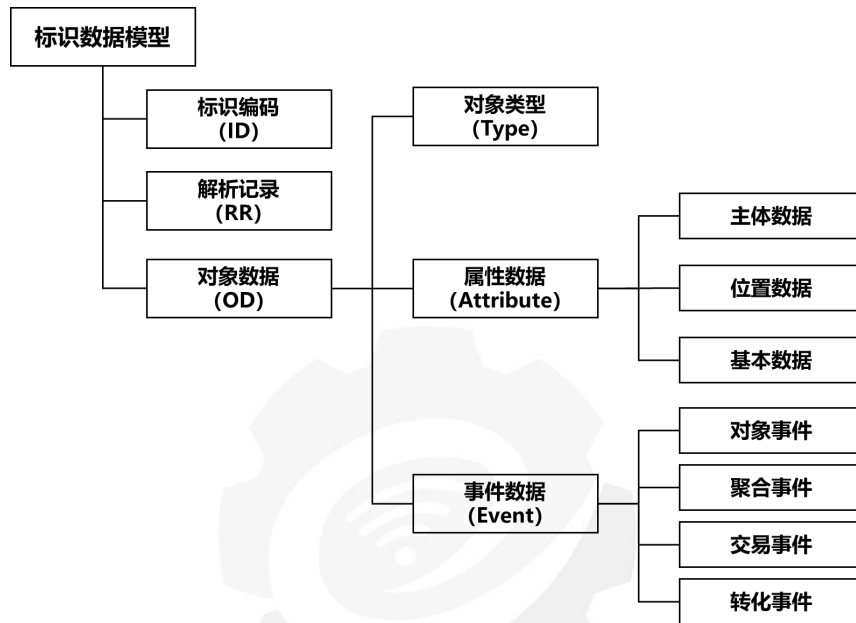 标识数据模型
标识编码
(ID)
解析记录
(RR)
对象数据
(OD)
对象类型
(Type)
属性数据
(Attribute)
事件数据
(Event)
主体数据
位置数据
基本数据
对象事件
聚合事件
交易事件
转化事件